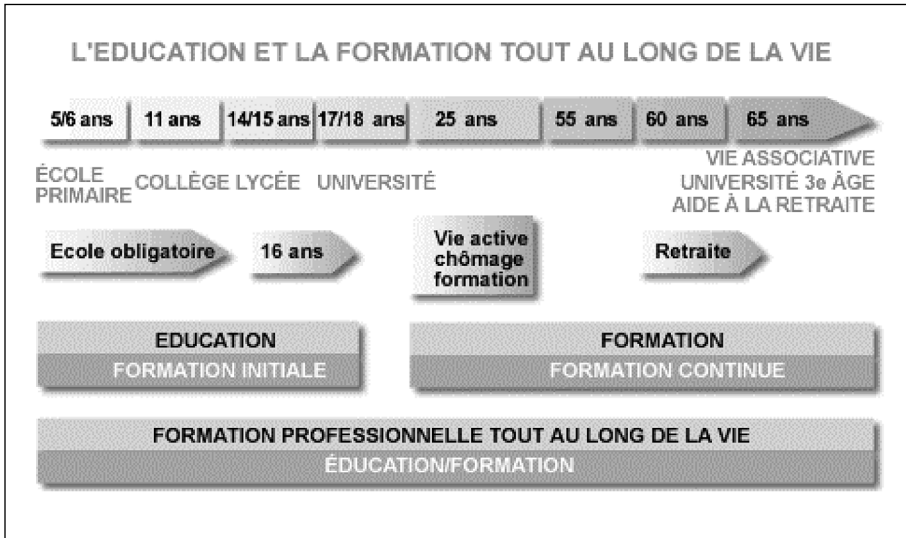 L'EDUCATION ET LA FORMATION TOUT AU LONG DE LA VIE
5/6 ans 11 ans 14/15 ans 17/18 ans 25 ans 55 ans 60 ans 65 ans
ÉCOLE
PRIMAIRE COLLÈGE LYCÉE UNIVERSITÉ
VIE ASSOCIATIVE
UNIVERSITÉ 3e ÂGE
AIDE À LA RETRAITE
Ecole obligatoire 16 ans
Vie active
chômage
formation
Retraite
EDUCATION
FORMATION INITIALE
FORMATION
FORMATION CONTINUE
FORMATION PROFESSIONNELLE TOUT AU LONG DE LA VIE
ÉDUCATION/FORMATION